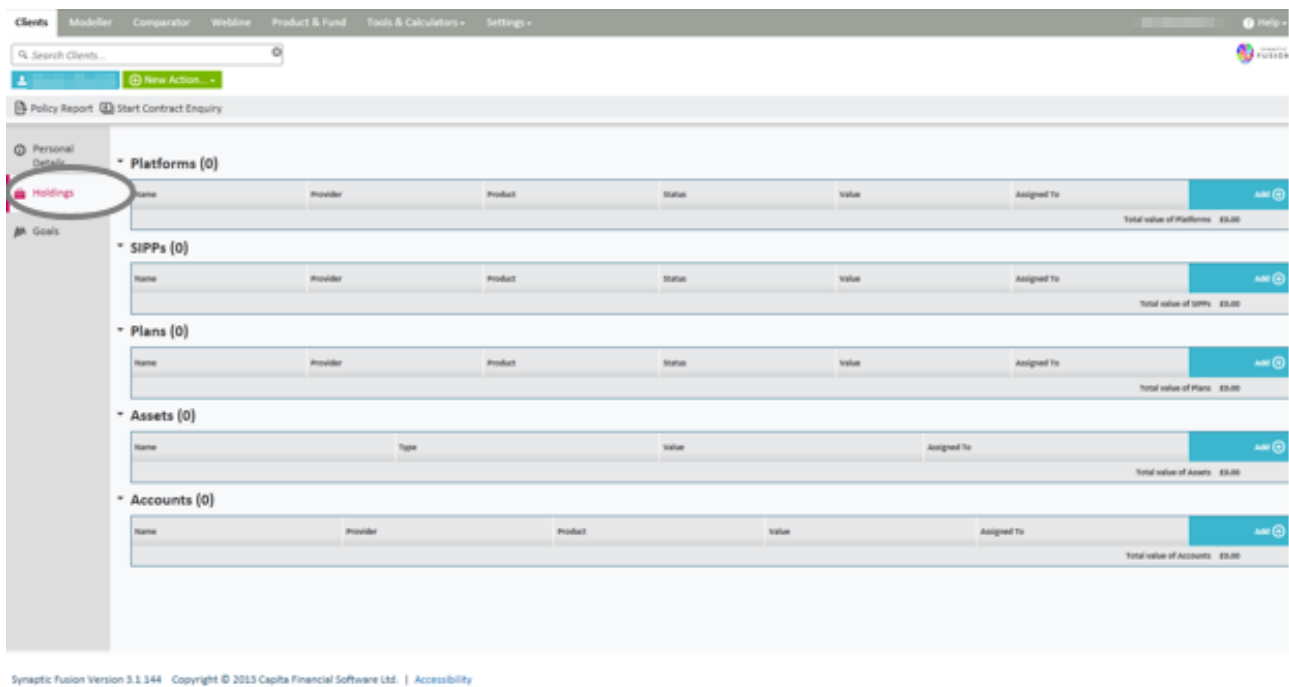 Clients Modeller Comparator Webline Product & Fund Tools & Calculators Settings Help
Search Clients...
SYNAPTIC FUSION
New Action...
Policy Report Start Contract Enquiry
Personal
Details
Holdings
Goals
Platforms (0)
Name Provider Product Status Value Assigned To Add
Total value of Platforms £0.00
SIPPs (0)
Name Provider Product Status Value Assigned To Add
Total value of SIPPs £0.00
Plans (0)
Name Provider Product Status Value Assigned To Add
Total value of Plans £0.00
Assets (0)
Name Type Value Assigned To Add
Total value of Assets £0.00
Accounts (0)
Name Provider Product Value Assigned To Add
Total value of Accounts £0.00
Synaptic Fusion Version 3.1.144 Copyright © 2013 Capita Financial Software Ltd. | Accessibility